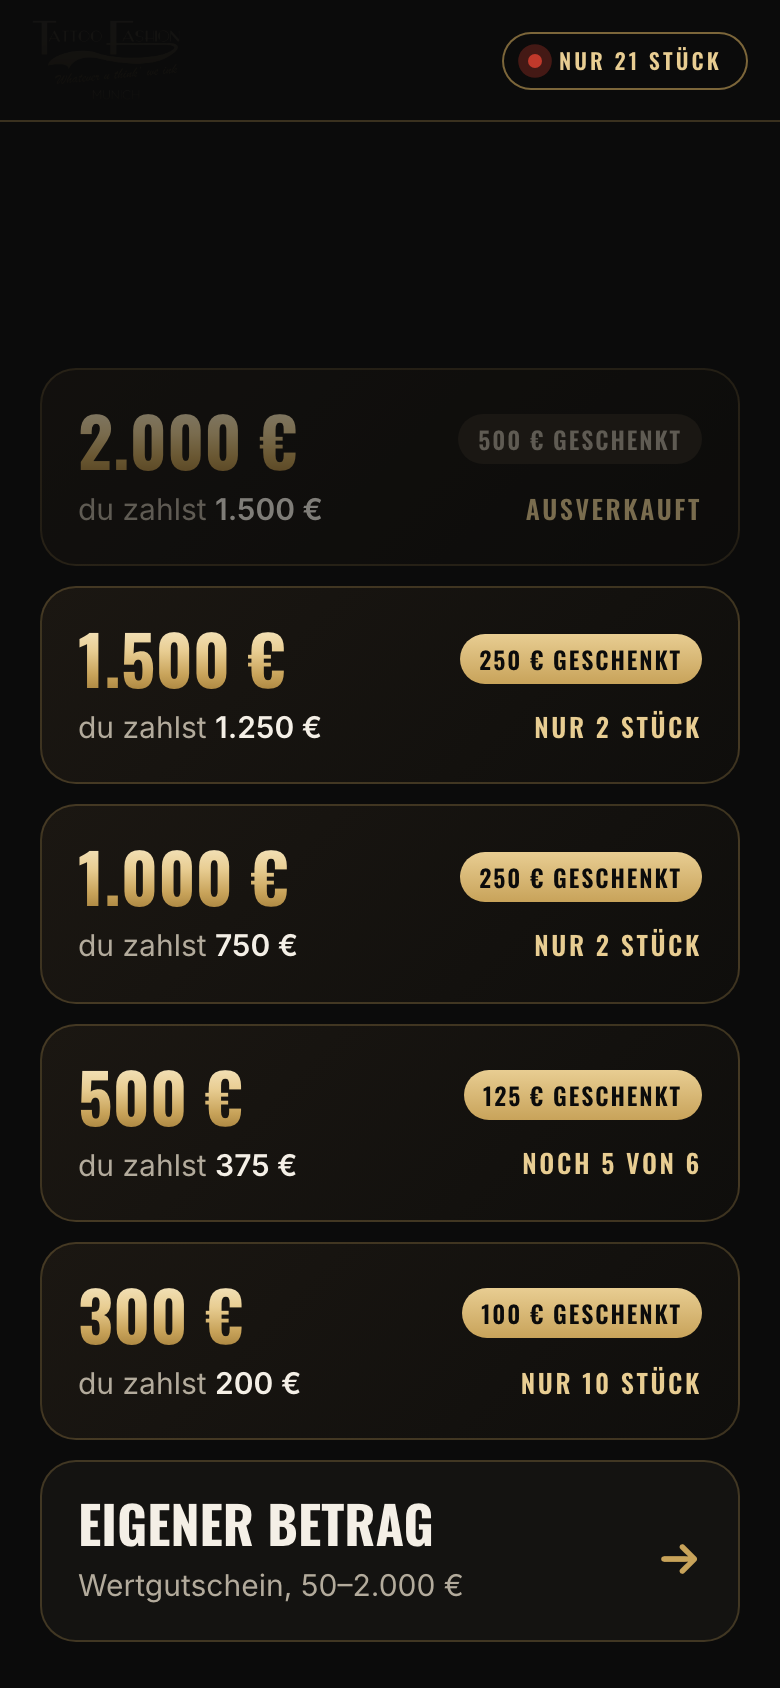 Tattoo Fashion
NUR 21 STÜCK
2.000 €
500 € GESCHENKT
du zahlst 1.500 €
AUSVERKAUFT
1.500 €
250 € GESCHENKT
du zahlst 1.250 €
NUR 2 STÜCK
1.000 €
250 € GESCHENKT
du zahlst 750 €
NUR 2 STÜCK
500 €
125 € GESCHENKT
du zahlst 375 €
NOCH 5 VON 6
300 €
100 € GESCHENKT
du zahlst 200 €
NUR 10 STÜCK
EIGENER BETRAG
Wertgutschein, 50–2.000 €